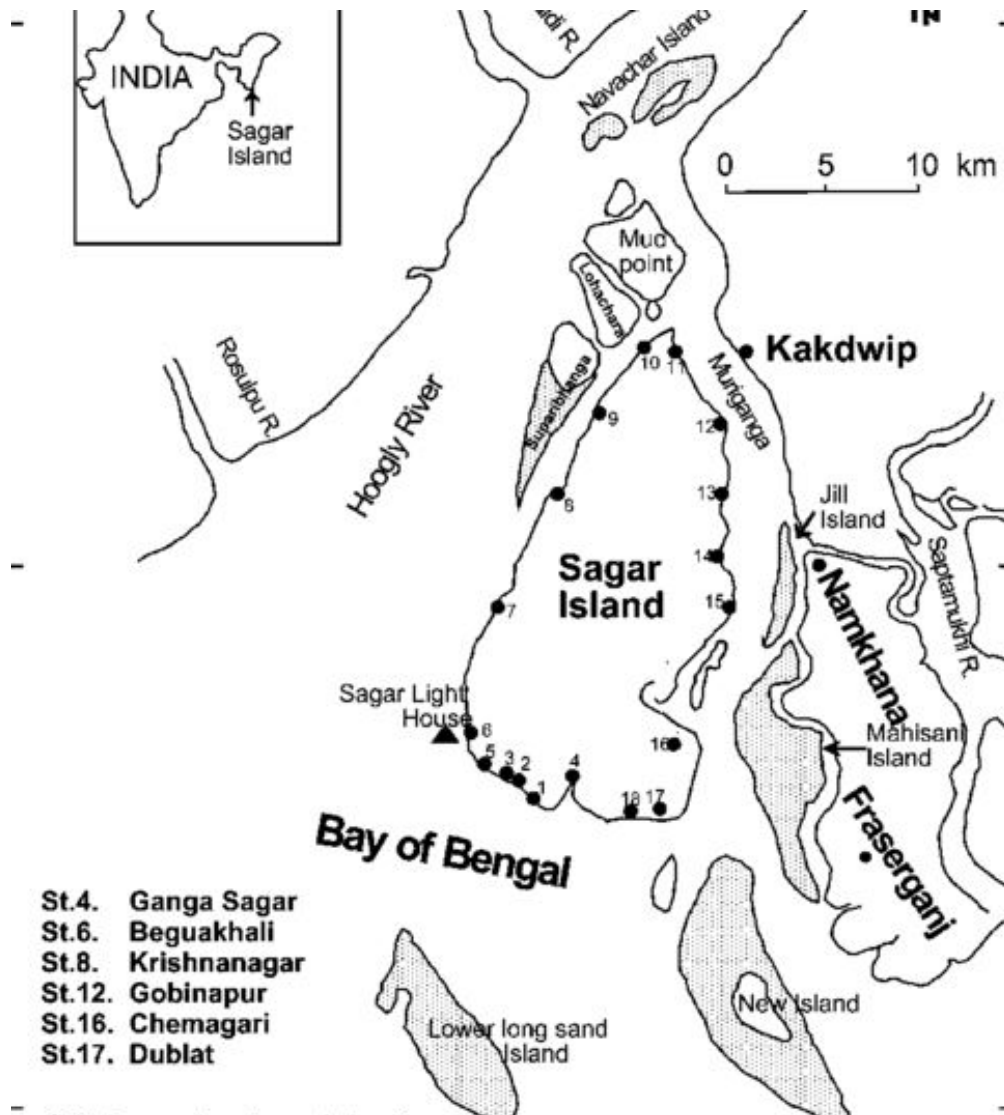 INDIA
Sagar
Island
Navachar Island
0 5 10 km
Mud
point
Lohachara
Suparibhanga
Kakdwip
Muriganga
Rosulpu R.
Hoogly River
10
11
9
12
8
13
Jill
Island
14
Sagar
Island
15
7
Namkhana
Saptamukhi R.
Sagar Light
House
6
16
Mahisani
Island
5
3
2
4
1
18
17
Bay of Bengal
Fraserganj
St.4. Ganga Sagar
St.6. Beguakhali
St.8. Krishnanagar
St.12. Gobinapur
St.16. Chemagari
St.17. Dublat
New Island
Lower long sand
Island